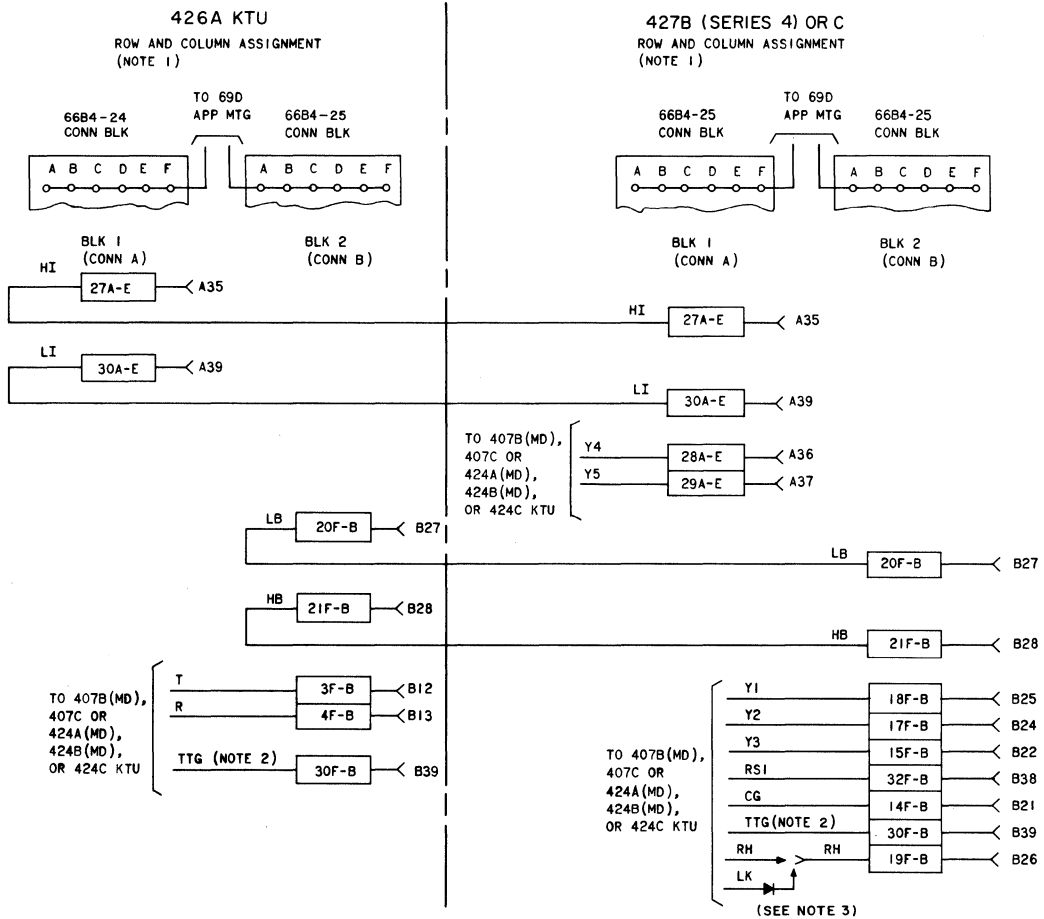 426A KTU
ROW AND COLUMN ASSIGNMENT
(NOTE 1)
66B4-24
CONN BLK
TO 69D
APP MTG
66B4-25
CONN BLK
A B C D E F
A B C D E F
BLK 1
(CONN A)
BLK 2
(CONN B)
HI
27A-E
A35
LI
30A-E
A39
LB
20F-B
B27
HB
21F-B
B28
TO 407B(MD),
407C OR
424A(MD),
424B(MD),
OR 424C KTU
T
3F-B
B12
R
4F-B
B13
TTG (NOTE 2)
30F-B
B39
427B (SERIES 4) OR C
ROW AND COLUMN ASSIGNMENT
(NOTE 1)
66B4-25
CONN BLK
TO 69D
APP MTG
66B4-25
CONN BLK
A B C D E F
A B C D E F
BLK 1
(CONN A)
BLK 2
(CONN B)
HI
27A-E
A35
LI
30A-E
A39
TO 407B(MD),
407C OR
424A(MD),
424B(MD),
OR 424C KTU
Y4
28A-E
A36
Y5
29A-E
A37
LB
20F-B
B27
HB
21F-B
B28
TO 407B(MD),
407C OR
424A(MD),
424B(MD),
OR 424C KTU
Y1
18F-B
B25
Y2
17F-B
B24
Y3
15F-B
B22
RS1
32F-B
B38
CG
14F-B
B21
TTG(NOTE 2)
30F-B
B39
RH
RH
19F-B
B26
LK
(SEE NOTE 3)